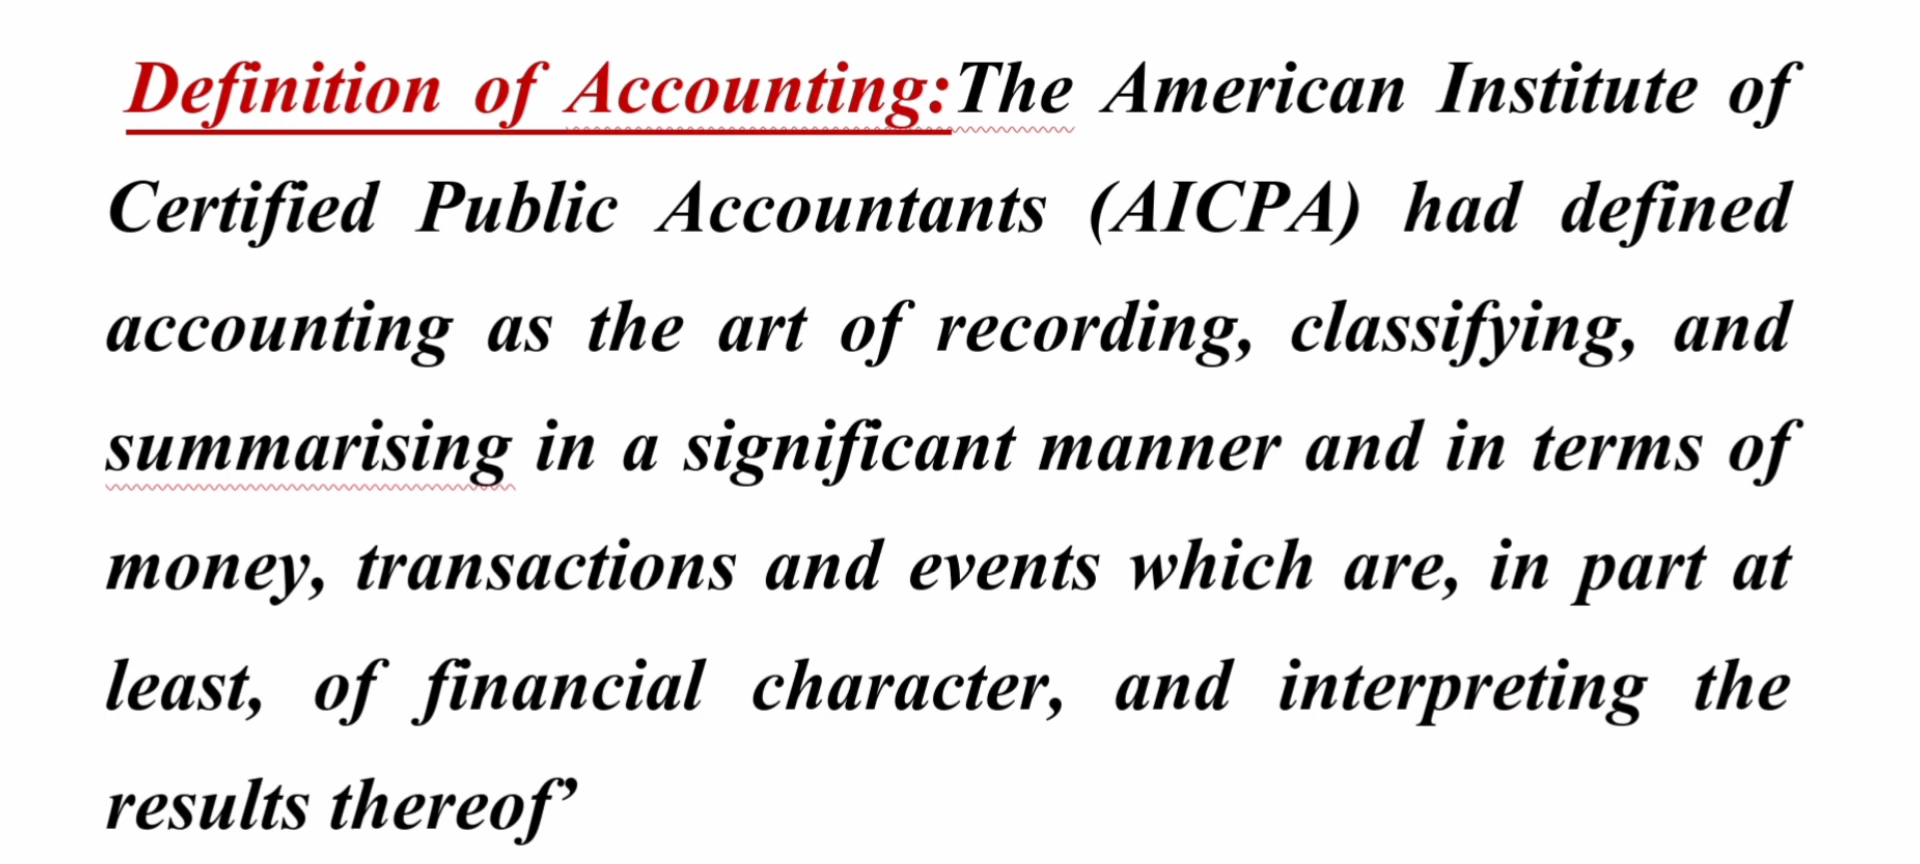 Definition of Accounting:The American Institute of
Certified Public Accountants (AICPA) had defined
accounting as the art of recording, classifying, and
summarising in a significant manner and in terms of
money, transactions and events which are, in part at
least, of financial character, and interpreting the
results thereof’